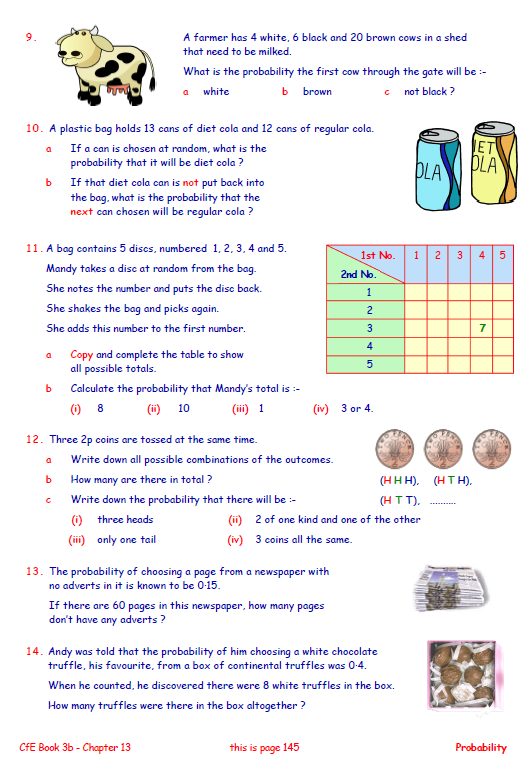 9. A farmer has 4 white, 6 black and 20 brown cows in a shed
that need to be milked.
What is the probability the first cow through the gate will be :-
a white b brown c not black ?
10. A plastic bag holds 13 cans of diet cola and 12 cans of regular cola.
a If a can is chosen at random, what is the
probability that it will be diet cola ?
b If that diet cola can is not put back into
the bag, what is the probability that the
next can chosen will be regular cola ?
OLA
IET
OLA
11. A bag contains 5 discs, numbered 1, 2, 3, 4 and 5.
Mandy takes a disc at random from the bag.
She notes the number and puts the disc back.
She shakes the bag and picks again.
She adds this number to the first number.
a Copy and complete the table to show
all possible totals.
b Calculate the probability that Mandy's total is :-
(i) 8 (ii) 10 (iii) 1 (iv) 3 or 4.
1st No. 1 2 3 4 5
2nd No.
1
2
3 7
4
5
12. Three 2p coins are tossed at the same time.
a Write down all possible combinations of the outcomes.
b How many are there in total ?
c Write down the probability that there will be :-
(i) three heads (ii) 2 of one kind and one of the other
(iii) only one tail (iv) 3 coins all the same.
(H H H), (H T H),
(H T T), ..........
13. The probability of choosing a page from a newspaper with
no adverts in it is known to be 0·15.
If there are 60 pages in this newspaper, how many pages
don't have any adverts ?
14. Andy was told that the probability of him choosing a white chocolate
truffle, his favourite, from a box of continental truffles was 0·4.
When he counted, he discovered there were 8 white truffles in the box.
How many truffles were there in the box altogether ?
CfE Book 3b - Chapter 13 this is page 145 Probability